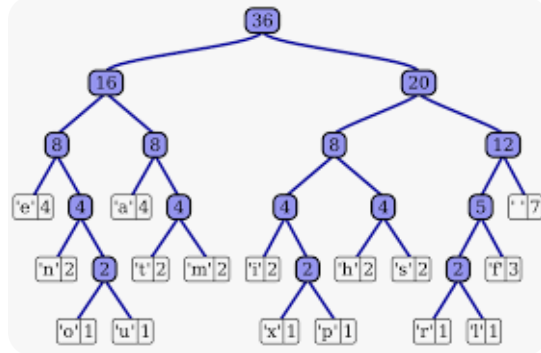 36
16 20
8 8 8 12
'e' 4 4 'a' 4 4 4 4 5 ' ' 7
'n' 2 2 't' 2 'm' 2 'i' 2 2 'h' 2 's' 2 2 'f' 3
'o' 1 'u' 1 'x' 1 'p' 1 'r' 1 'l' 1